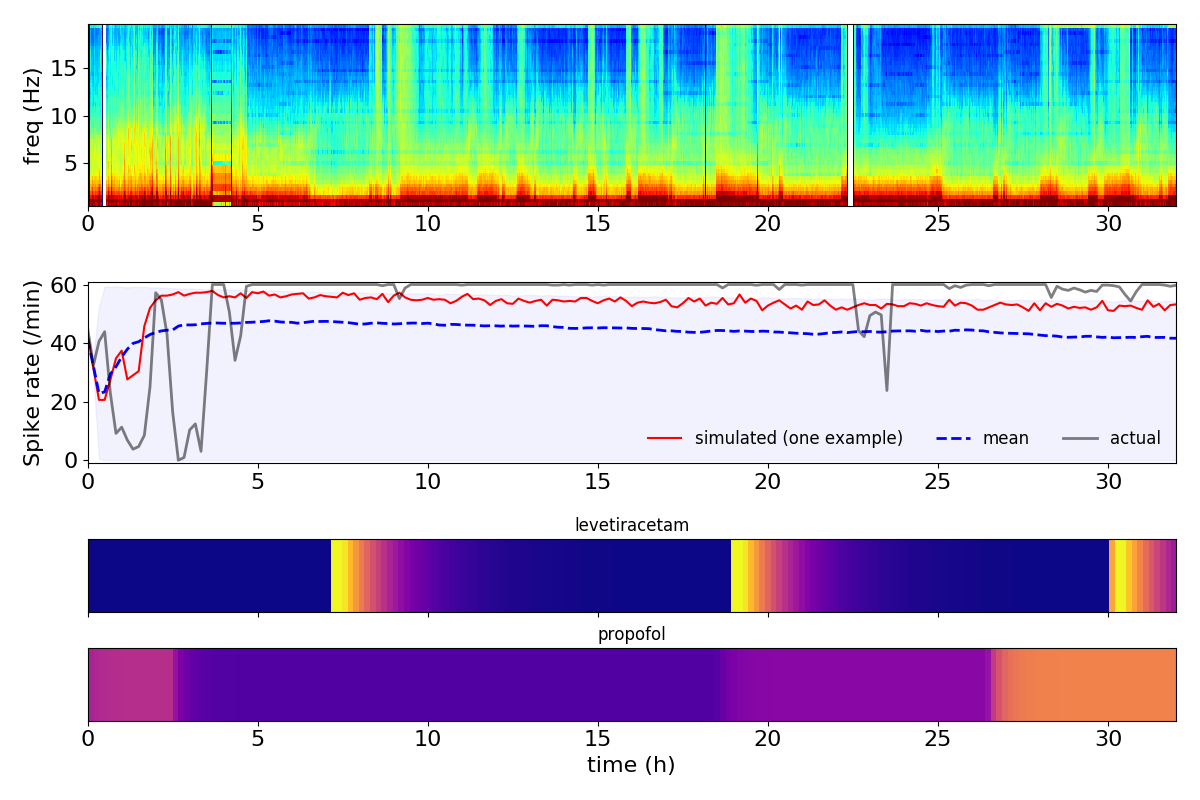 freq (Hz)
15
10
5
0 5 10 15 20 25 30
Spike rate (/min)
60
40
20
0
simulated (one example) mean actual
0 5 10 15 20 25 30
levetiracetam
propofol
0 5 10 15 20 25 30
time (h)